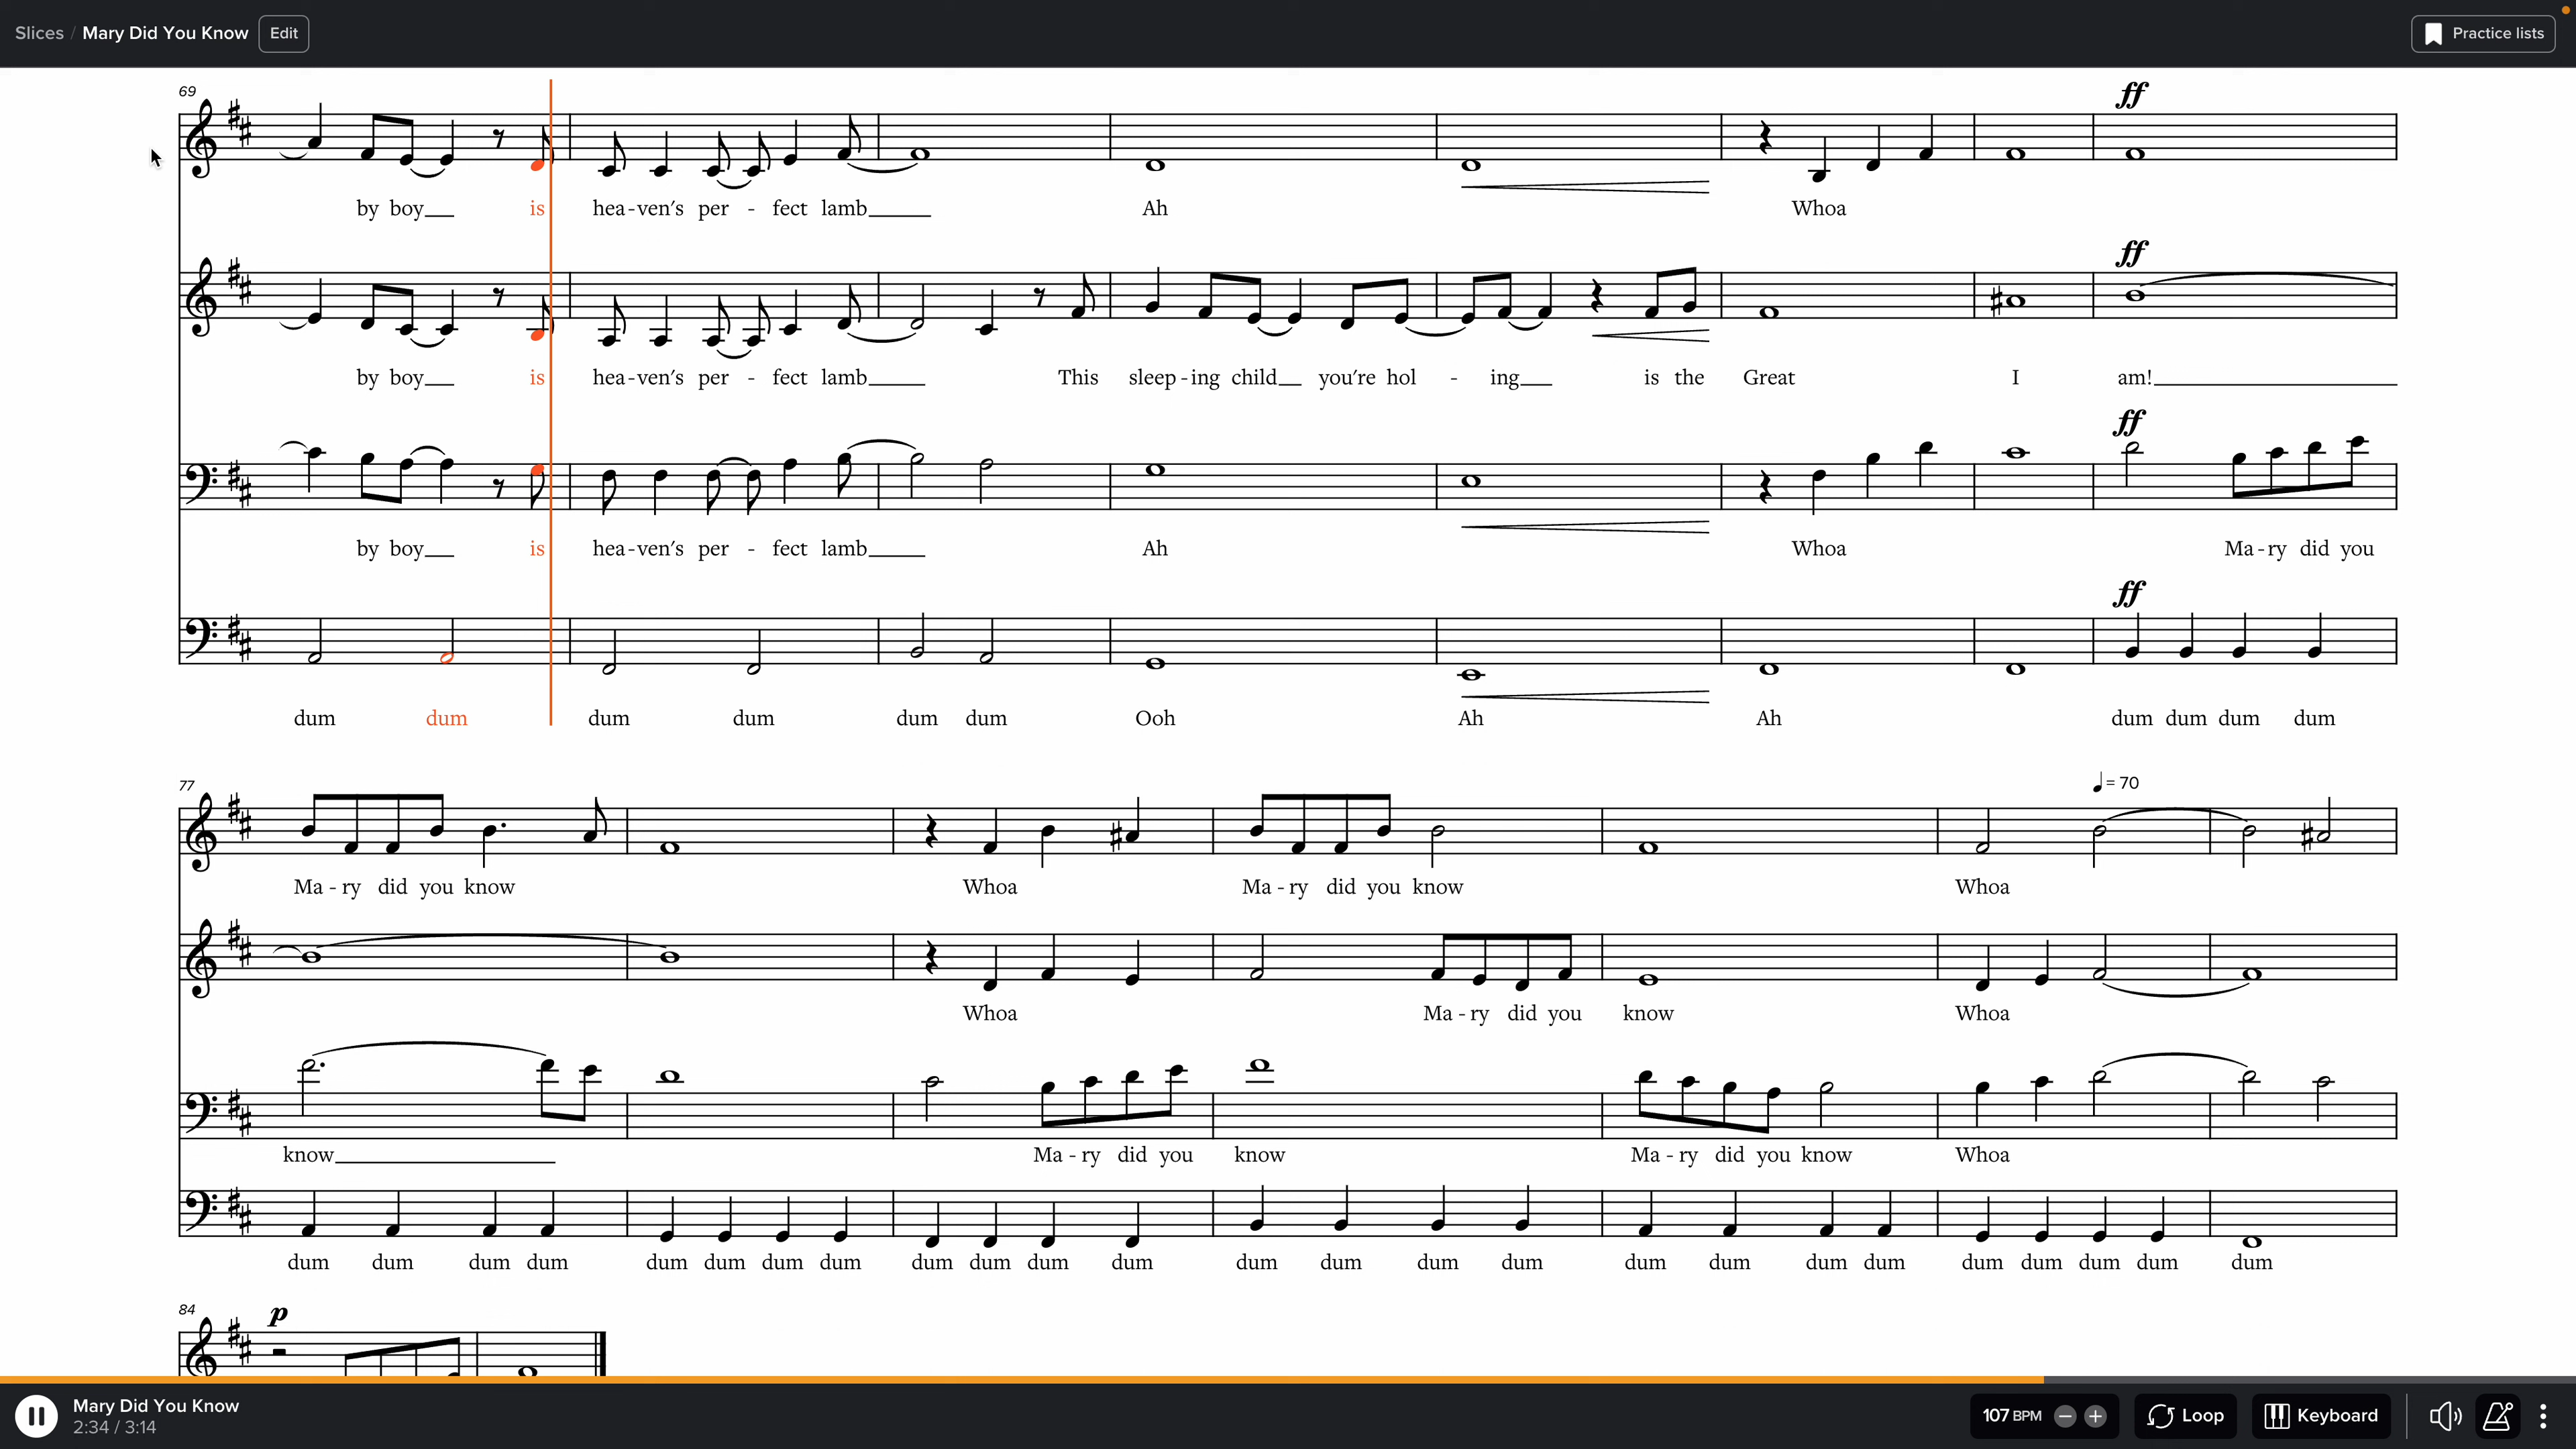 Slices / Mary Did You Know Edit Practice lists
69
ff
by boy__ is hea-ven's per - fect lamb____ Ah Whoa
ff
by boy__ is hea-ven's per - fect lamb____ This sleep-ing child__ you're hol - ing__ is the Great I am!____
ff
by boy__ is hea-ven's per - fect lamb____ Ah Whoa Ma-ry did you
ff
dum dum dum dum dum dum Ooh Ah Ah dum dum dum dum
77 = 70
Ma - ry did you know Whoa Ma - ry did you know Whoa
Whoa Ma - ry did you know Whoa
know____ Ma - ry did you know Ma - ry did you know Whoa
dum dum dum dum dum dum dum dum dum dum dum dum dum dum dum dum dum dum dum dum dum dum dum dum dum
84 p
Mary Did You Know
2:34 / 3:14
107 BPM Loop Keyboard